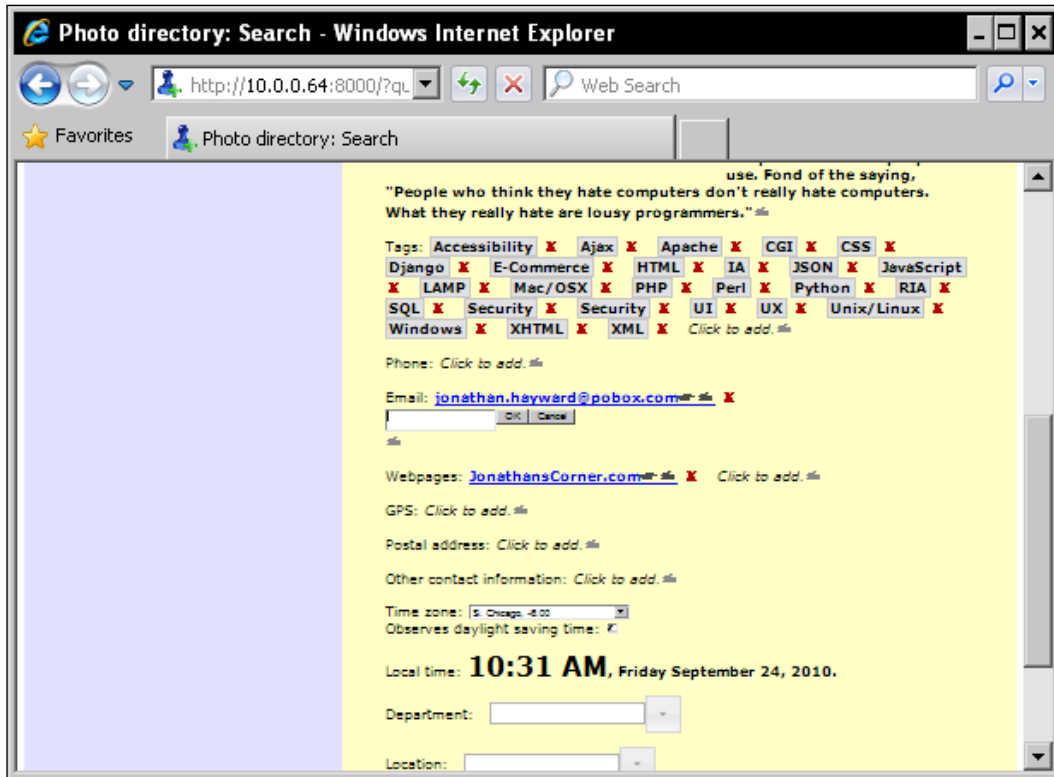 Photo directory: Search - Windows Internet Explorer
http://10.0.0.64:8000/?qu
Web Search
Favorites
Photo directory: Search
use. Fond of the saying,
"People who think they hate computers don't really hate computers.
What they really hate are lousy programmers."
Tags: Accessibility X Ajax X Apache X CGI X CSS X
Django X E-Commerce X HTML X IA X JSON X JavaScript
X LAMP X Mac/OSX X PHP X Perl X Python X RIA X
SQL X Security X Security X UI X UX X Unix/Linux X
Windows X XHTML X XML X Click to add.
Phone: Click to add.
Email: jonathan.hayward@pobox.com X
OK Cancel
Webpages: JonathansCorner.com X Click to add.
GPS: Click to add.
Postal address: Click to add.
Other contact information: Click to add.
Time zone: S. Chicago, -6.00
Observes daylight saving time:
Local time: 10:31 AM, Friday September 24, 2010.
Department:
Location: